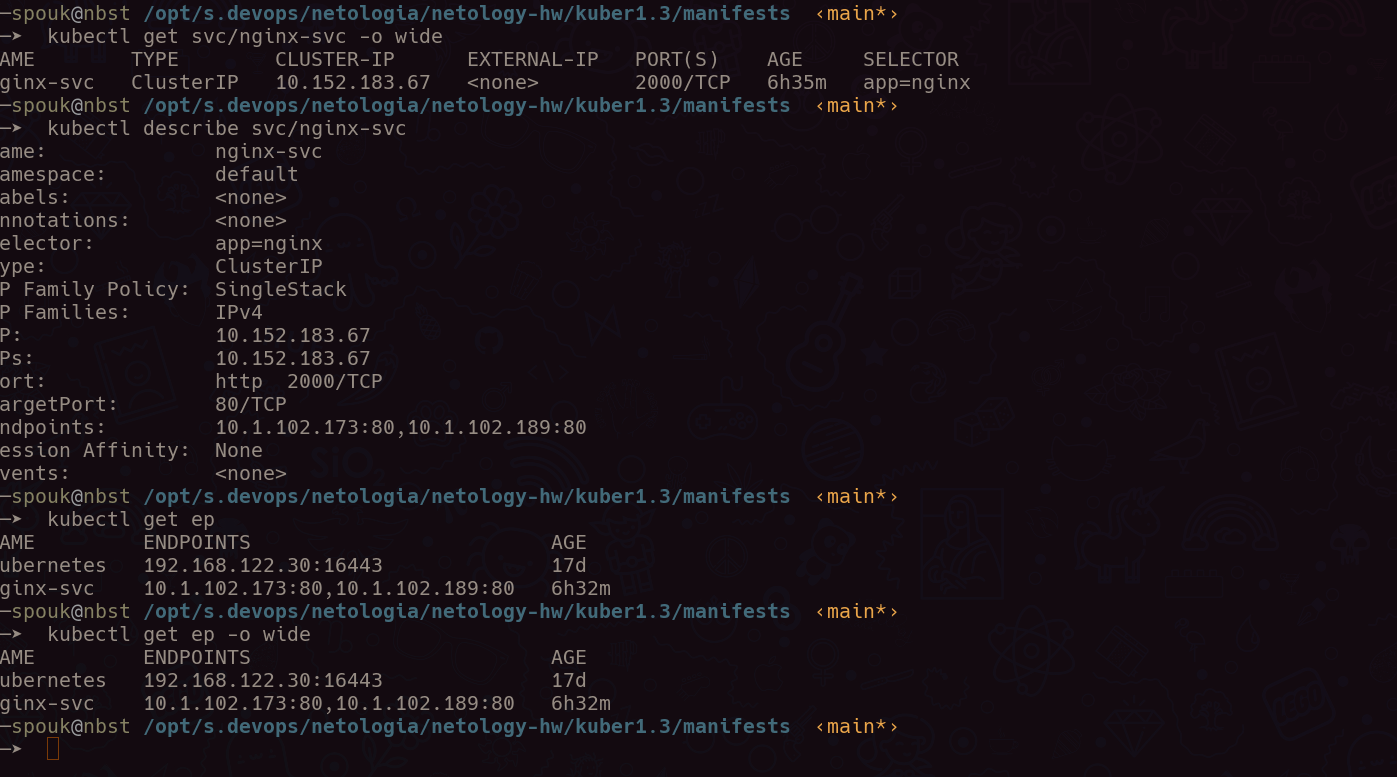 ─spouk@nbst /opt/s.devops/netologia/netology-hw/kuber1.3/manifests ‹main*›
─➤  kubectl get svc/nginx-svc -o wide
AME        TYPE        CLUSTER-IP      EXTERNAL-IP   PORT(S)    AGE     SELECTOR
ginx-svc   ClusterIP   10.152.183.67   <none>        2000/TCP   6h35m   app=nginx
─spouk@nbst /opt/s.devops/netologia/netology-hw/kuber1.3/manifests ‹main*›
─➤  kubectl describe svc/nginx-svc
ame:              nginx-svc
amespace:         default
abels:            <none>
nnotations:       <none>
elector:          app=nginx
ype:              ClusterIP
P Family Policy:  SingleStack
P Families:       IPv4
P:                10.152.183.67
Ps:               10.152.183.67
ort:              http  2000/TCP
argetPort:        80/TCP
ndpoints:         10.1.102.173:80,10.1.102.189:80
ession Affinity:  None
vents:            <none>
─spouk@nbst /opt/s.devops/netologia/netology-hw/kuber1.3/manifests ‹main*›
─➤  kubectl get ep
AME         ENDPOINTS                         AGE
ubernetes   192.168.122.30:16443              17d
ginx-svc    10.1.102.173:80,10.1.102.189:80   6h32m
─spouk@nbst /opt/s.devops/netologia/netology-hw/kuber1.3/manifests ‹main*›
─➤  kubectl get ep -o wide
AME         ENDPOINTS                         AGE
ubernetes   192.168.122.30:16443              17d
ginx-svc    10.1.102.173:80,10.1.102.189:80   6h32m
─spouk@nbst /opt/s.devops/netologia/netology-hw/kuber1.3/manifests ‹main*›
─➤